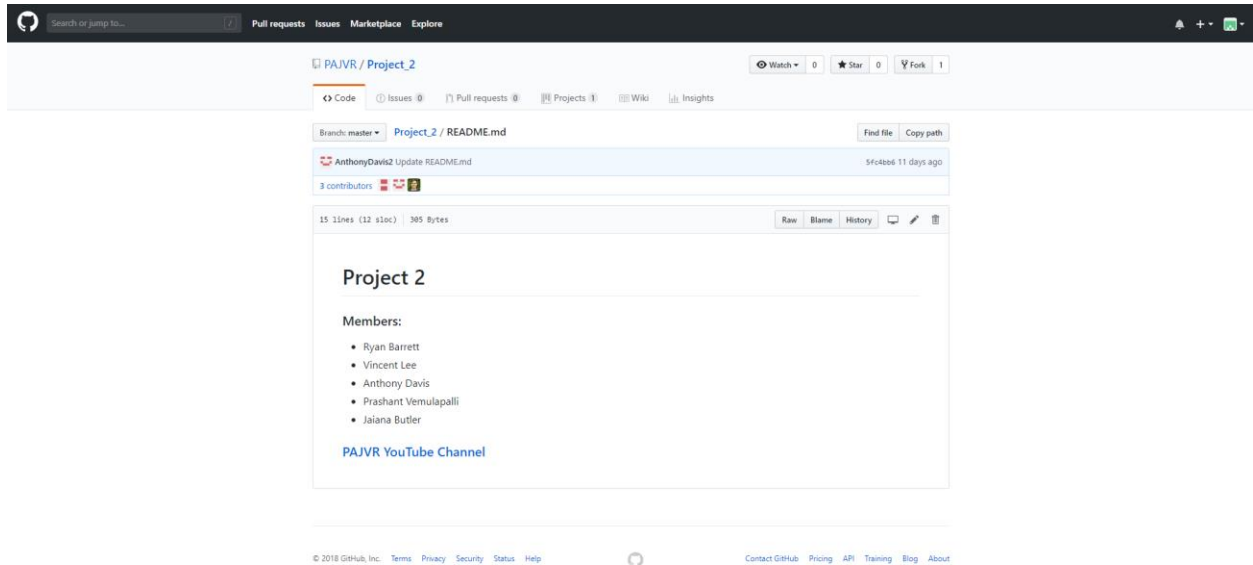 Search or jump to... / Pull requests Issues Marketplace Explore
PAJVR / Project_2 Watch 0 Star 0 Fork 1
Code Issues 0 Pull requests 0 Projects 1 Wiki Insights
Branch: master Project_2 / README.md Find file Copy path
AnthonyDavis2 Update README.md 5fc4bb6 11 days ago
3 contributors
15 lines (12 sloc) 305 Bytes Raw Blame History
Project 2
Members:
• Ryan Barrett
• Vincent Lee
• Anthony Davis
• Prashant Vemulapalli
• Jaiana Butler
PAJVR YouTube Channel
© 2018 GitHub, Inc. Terms Privacy Security Status Help Contact GitHub Pricing API Training Blog About